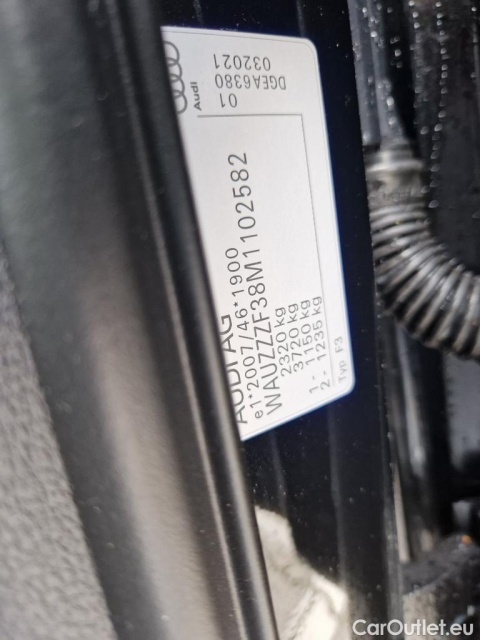 Audi
01
DGEA6380
032021
AUDI AG
e1*2007/46*1900
WAUZZZF38M1102582
2320 kg
3720 kg
1- 1150 kg
2- 1235 kg
Typ F3
CarOutlet.eu